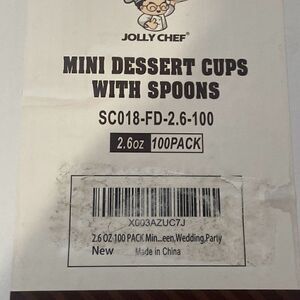 JOLLY CHEF®
MINI DESSERT CUPS
WITH SPOONS
SC018-FD-2.6-100
2.6oz 100PACK
X003AZUC7J
2.6 OZ 100 PACK Min...een,Wedding,Party
New Made in China